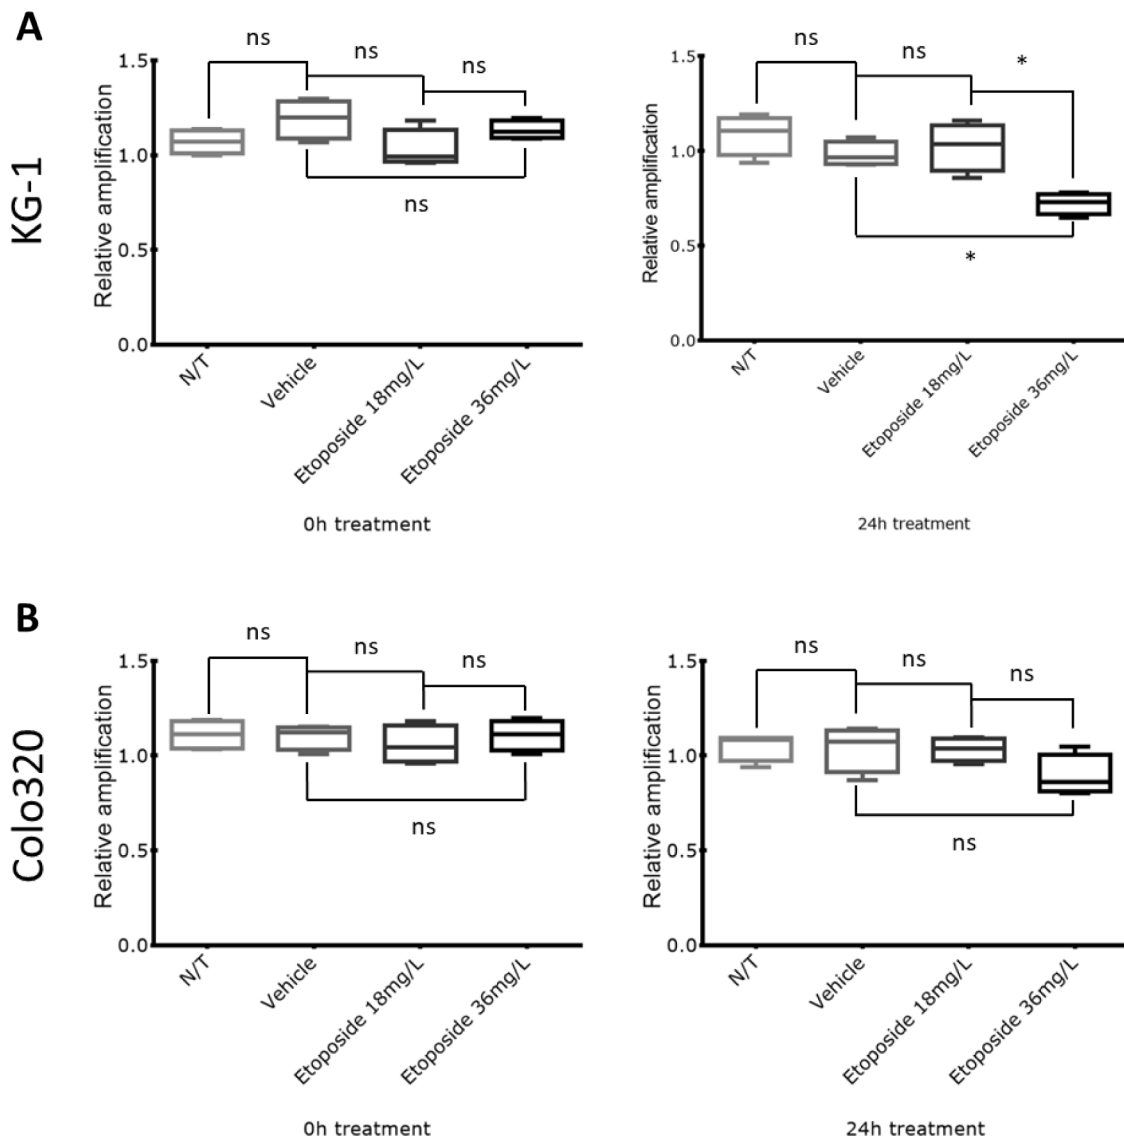 A
KG-1
Relative amplification
1.5
1.0
0.5
0.0
ns
ns
ns
ns
N/T
Vehicle
Etoposide 18mg/L
Etoposide 36mg/L
0h treatment
Relative amplification
1.5
1.0
0.5
0.0
ns
ns
*
*
N/T
Vehicle
Etoposide 18mg/L
Etoposide 36mg/L
24h treatment
B
Colo320
Relative amplification
1.5
1.0
0.5
0.0
ns
ns
ns
ns
N/T
Vehicle
Etoposide 18mg/L
Etoposide 36mg/L
0h treatment
Relative amplification
1.5
1.0
0.5
0.0
ns
ns
ns
ns
N/T
Vehicle
Etoposide 18mg/L
Etoposide 36mg/L
24h treatment